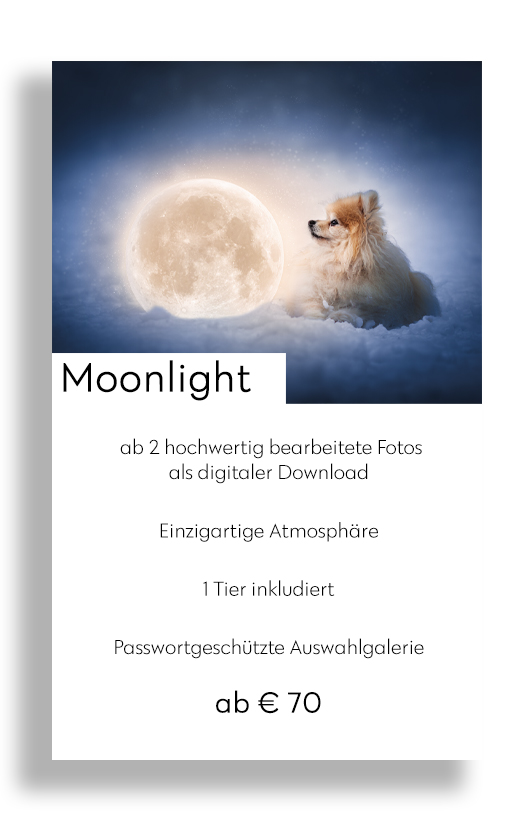 Moonlight
ab 2 hochwertig bearbeitete Fotos
als digitaler Download
Einzigartige Atmosphäre
1 Tier inkludiert
Passwortgeschützte Auswahlgalerie
ab € 70